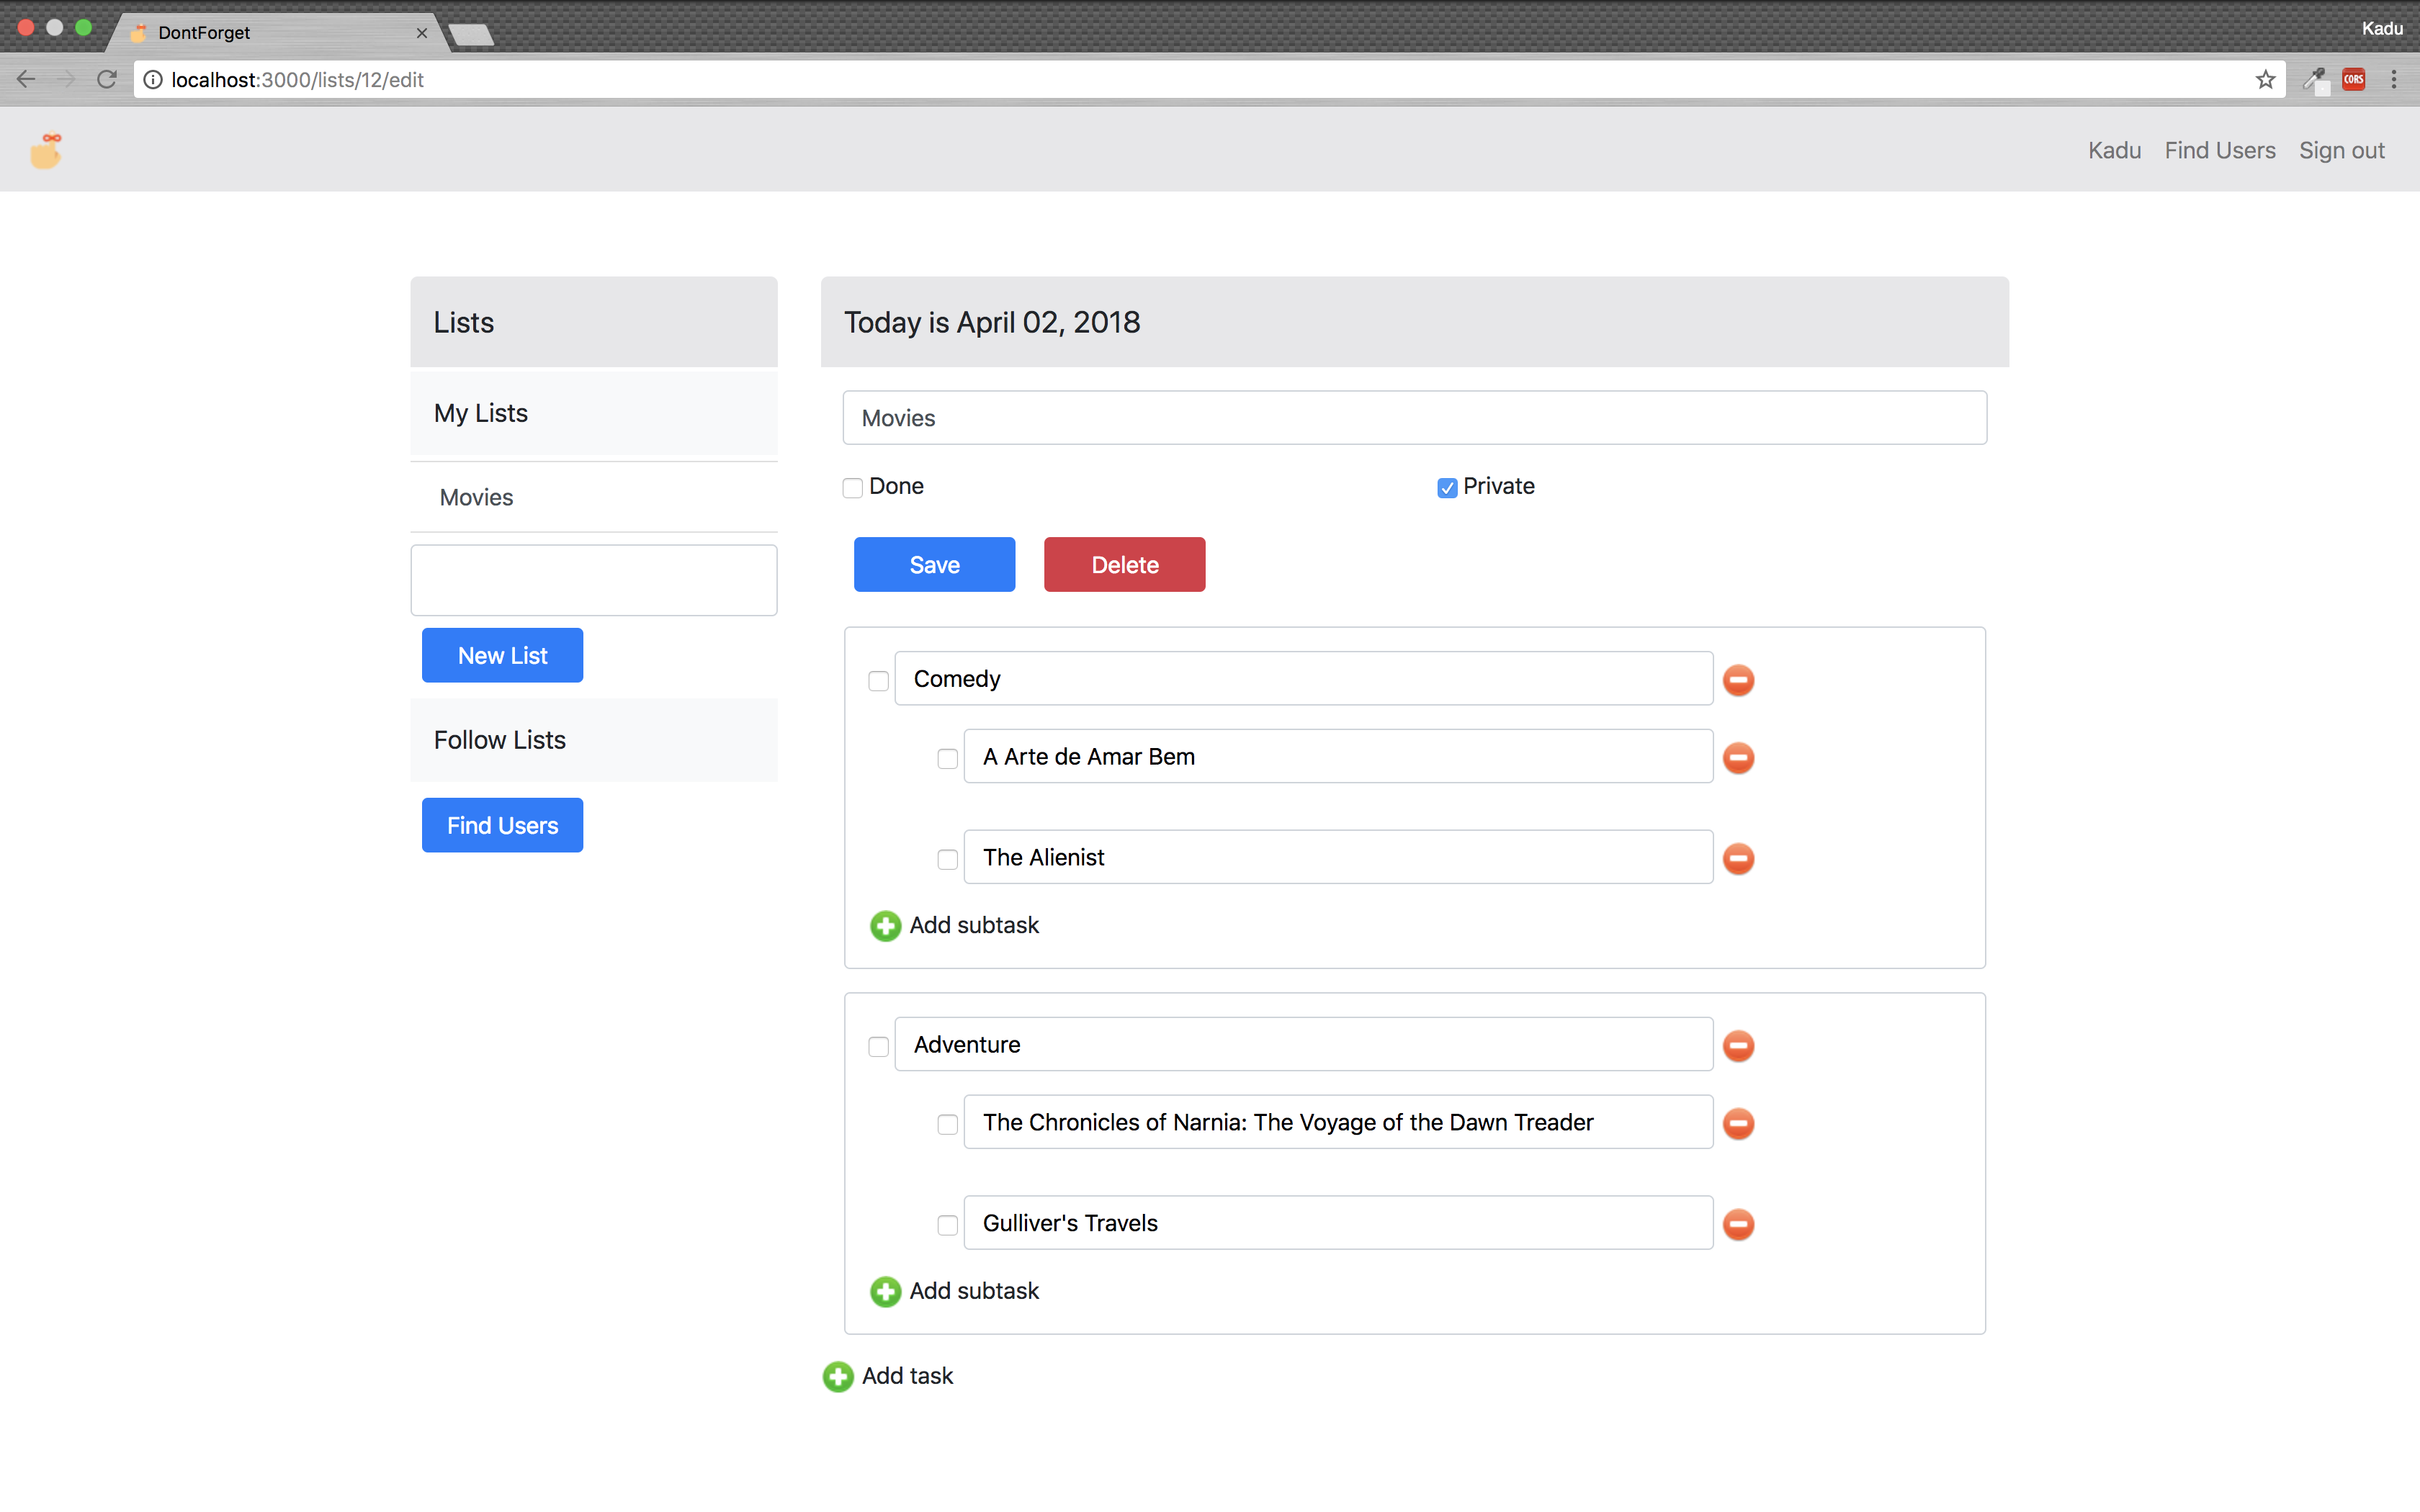 DontForget
Kadu
localhost:3000/lists/12/edit
CORS
Kadu Find Users Sign out
Lists
My Lists
Movies
New List
Follow Lists
Find Users
Today is April 02, 2018
Movies
Done Private
Save Delete
Comedy
A Arte de Amar Bem
The Alienist
Add subtask
Adventure
The Chronicles of Narnia: The Voyage of the Dawn Treader
Gulliver's Travels
Add subtask
Add task